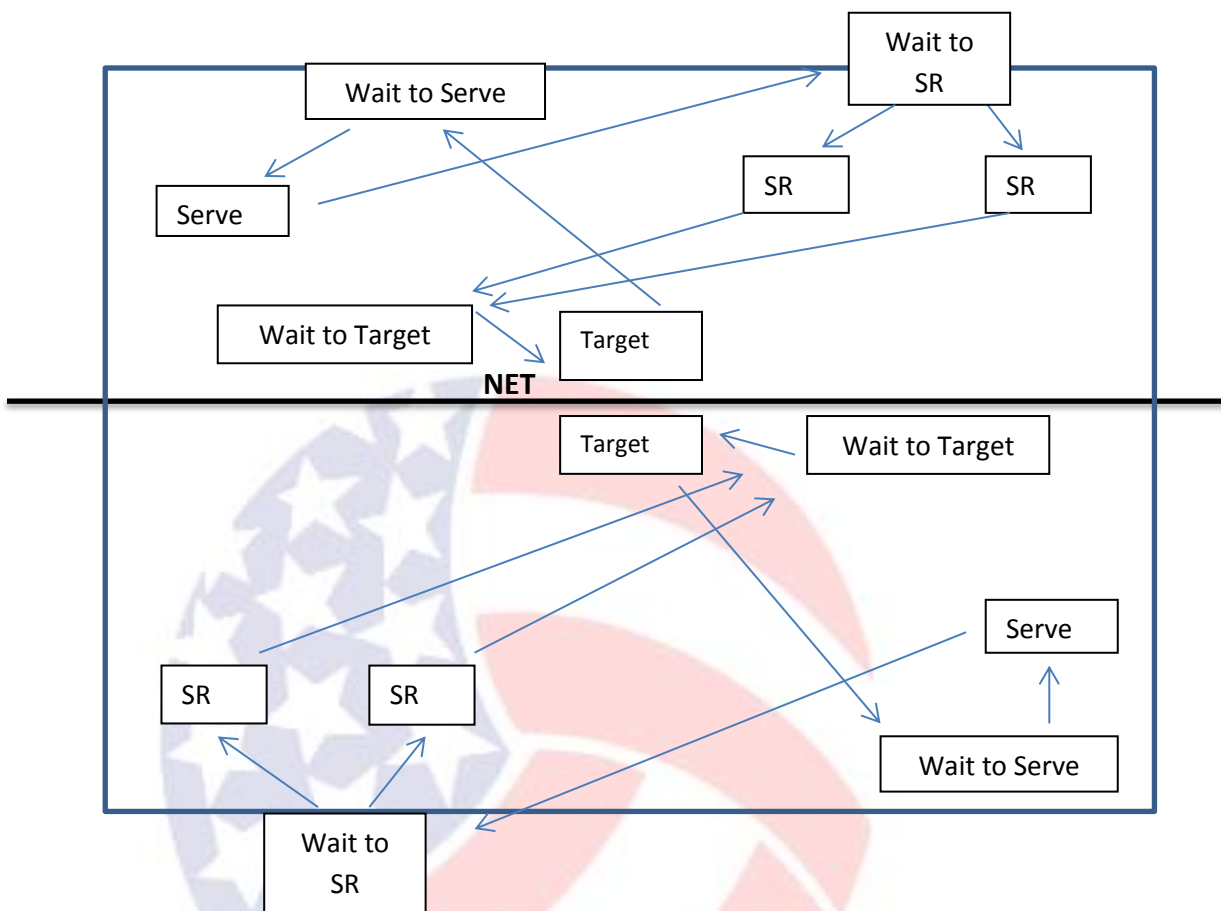 Wait to
SR
Wait to Serve
SR
SR
Serve
Wait to Target
Target
NET
Target
Wait to Target
Serve
SR
SR
Wait to Serve
Wait to
SR